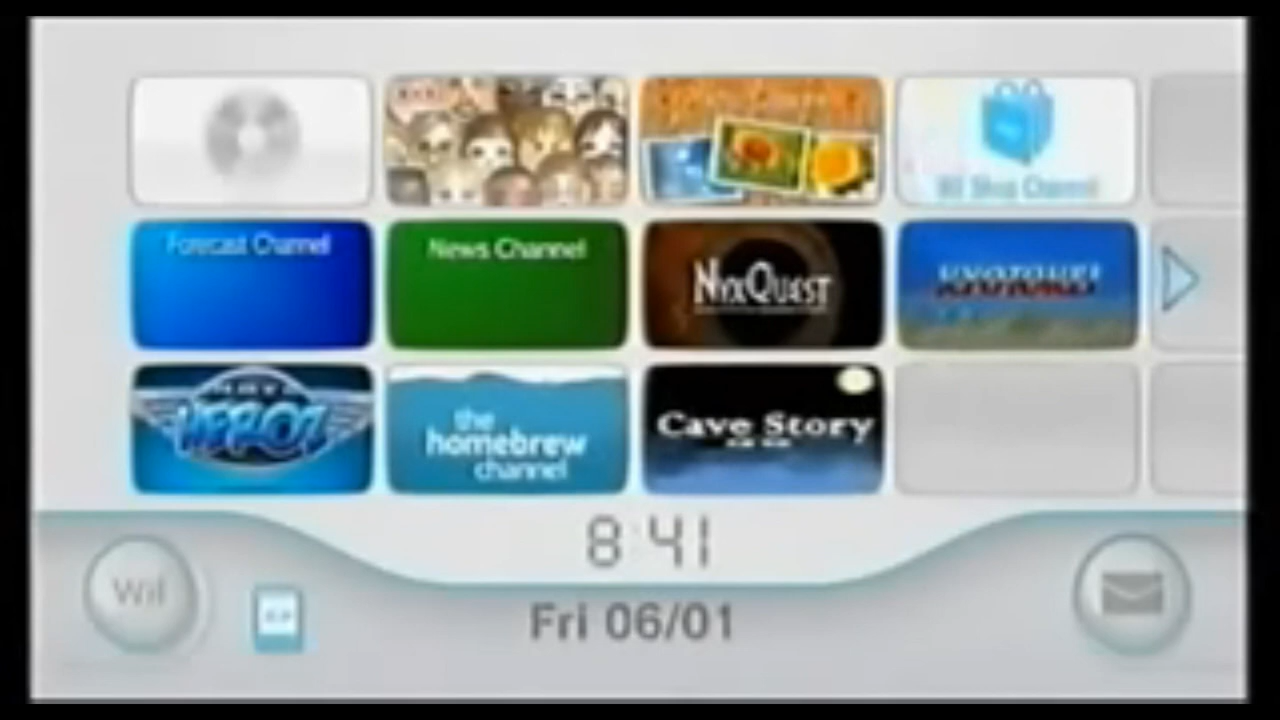 Wii Shop Channel
Forecast Channel
News Channel
NyxQuest
the
homebrew
channel
Cave Story
8:41
Wii
Fri 06/01